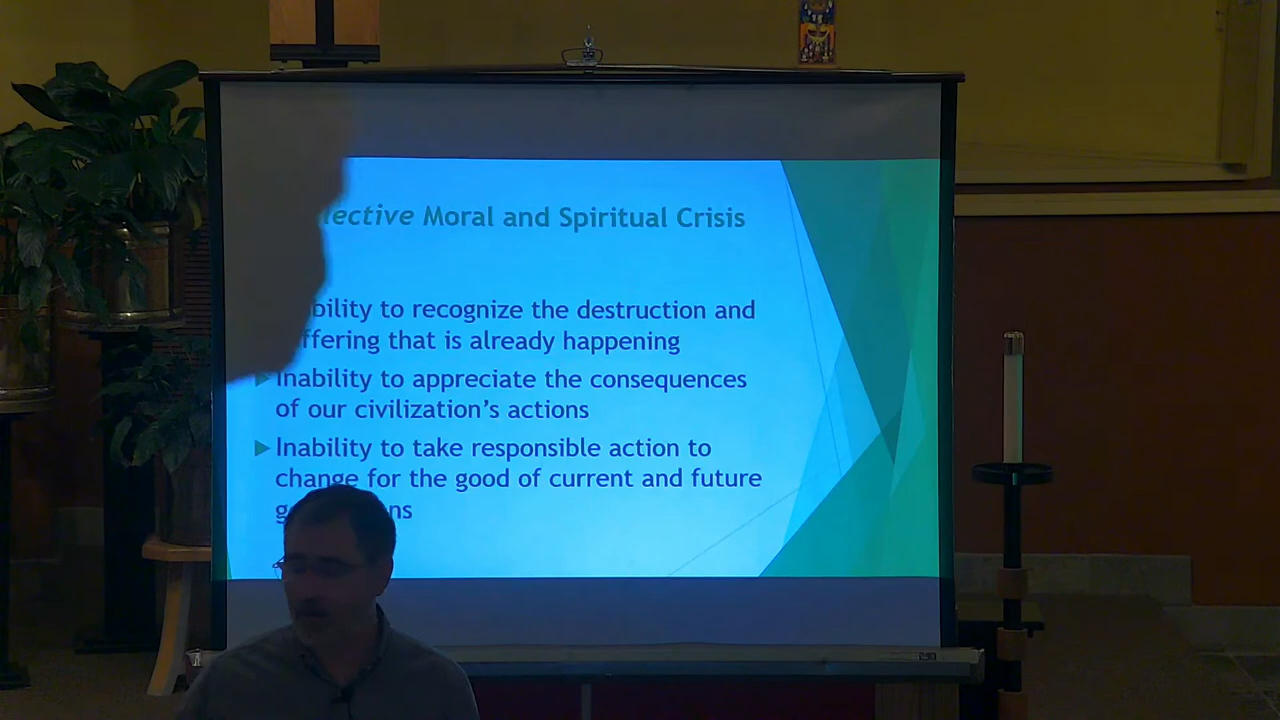 lective Moral and Spiritual Crisis
bility to recognize the destruction and
ffering that is already happening
Inability to appreciate the consequences
of our civilization's actions
Inability to take responsible action to
change for the good of current and future
g ns